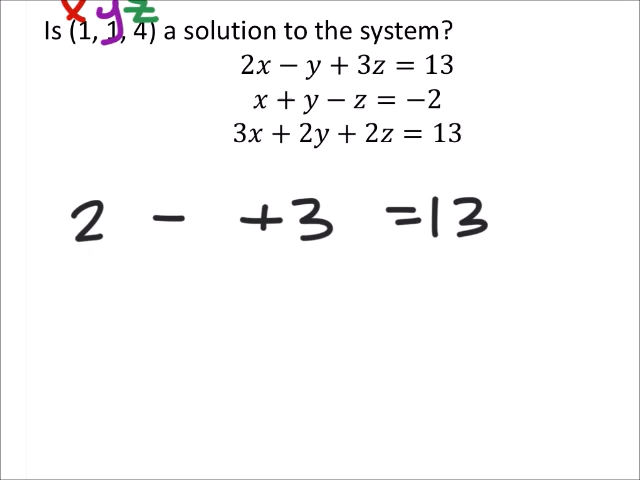 x y z
Is (1, 1, 4) a solution to the system?
2x − y + 3z = 13
x + y − z = −2
3x + 2y + 2z = 13
2 − +3 =13